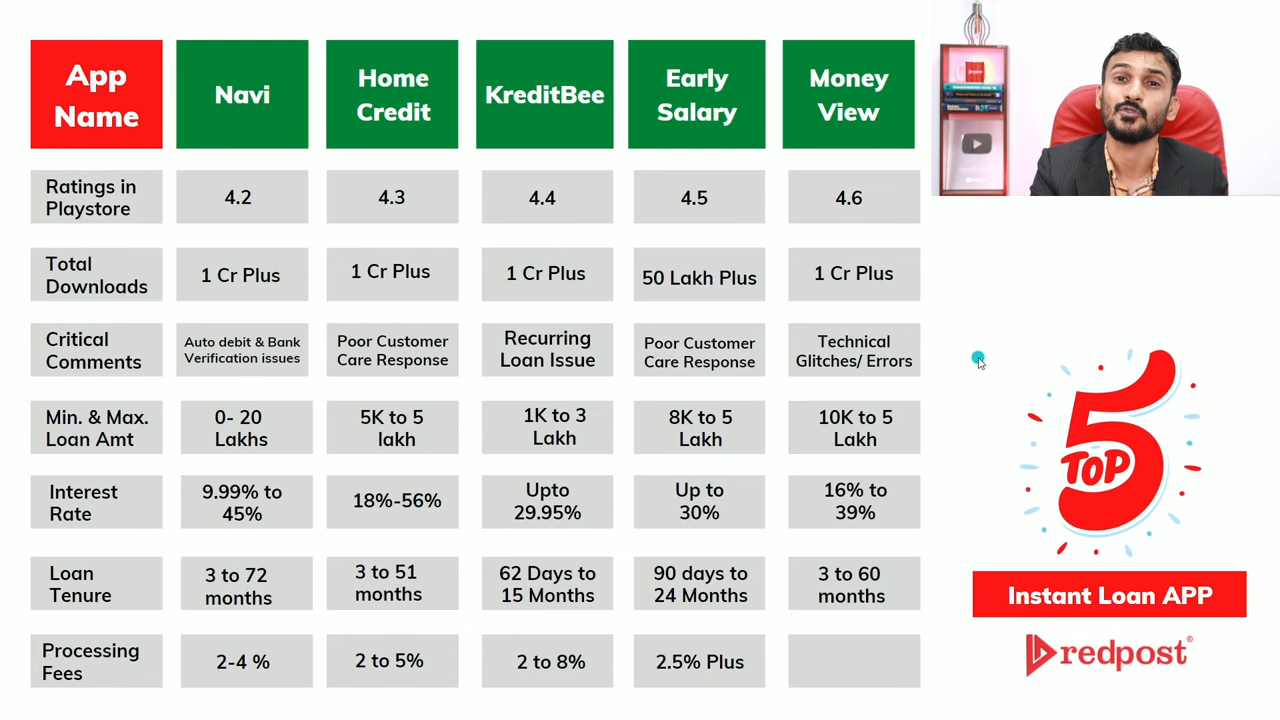 App
Name
Navi
Home
Credit
KreditBee
Early
Salary
Money
View
Ratings in
Playstore
4.2
4.3
4.4
4.5
4.6
Total
Downloads
1 Cr Plus
1 Cr Plus
1 Cr Plus
50 Lakh Plus
1 Cr Plus
Critical
Comments
Auto debit & Bank
Verification issues
Poor Customer
Care Response
Recurring
Loan Issue
Poor Customer
Care Response
Technical
Glitches/ Errors
Min. & Max.
Loan Amt
0- 20
Lakhs
5K to 5
lakh
1K to 3
Lakh
8K to 5
Lakh
10K to 5
Lakh
Interest
Rate
9.99% to
45%
18%-56%
Upto
29.95%
Up to
30%
16% to
39%
Loan
Tenure
3 to 72
months
3 to 51
months
62 Days to
15 Months
90 days to
24 Months
3 to 60
months
Processing
Fees
2-4 %
2 to 5%
2 to 8%
2.5% Plus
TOP 5
Instant Loan APP
redpost®